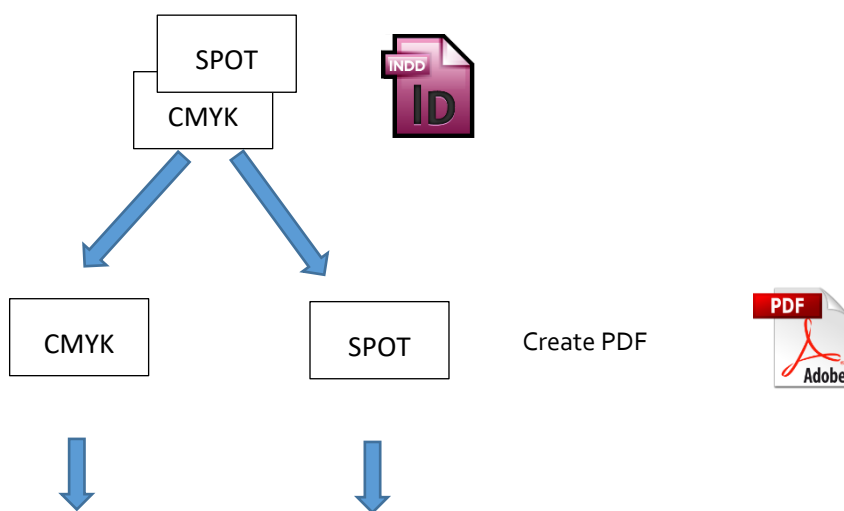 SPOT
CMYK
INDD
ID
CMYK
SPOT
Create PDF
PDF
Adobe